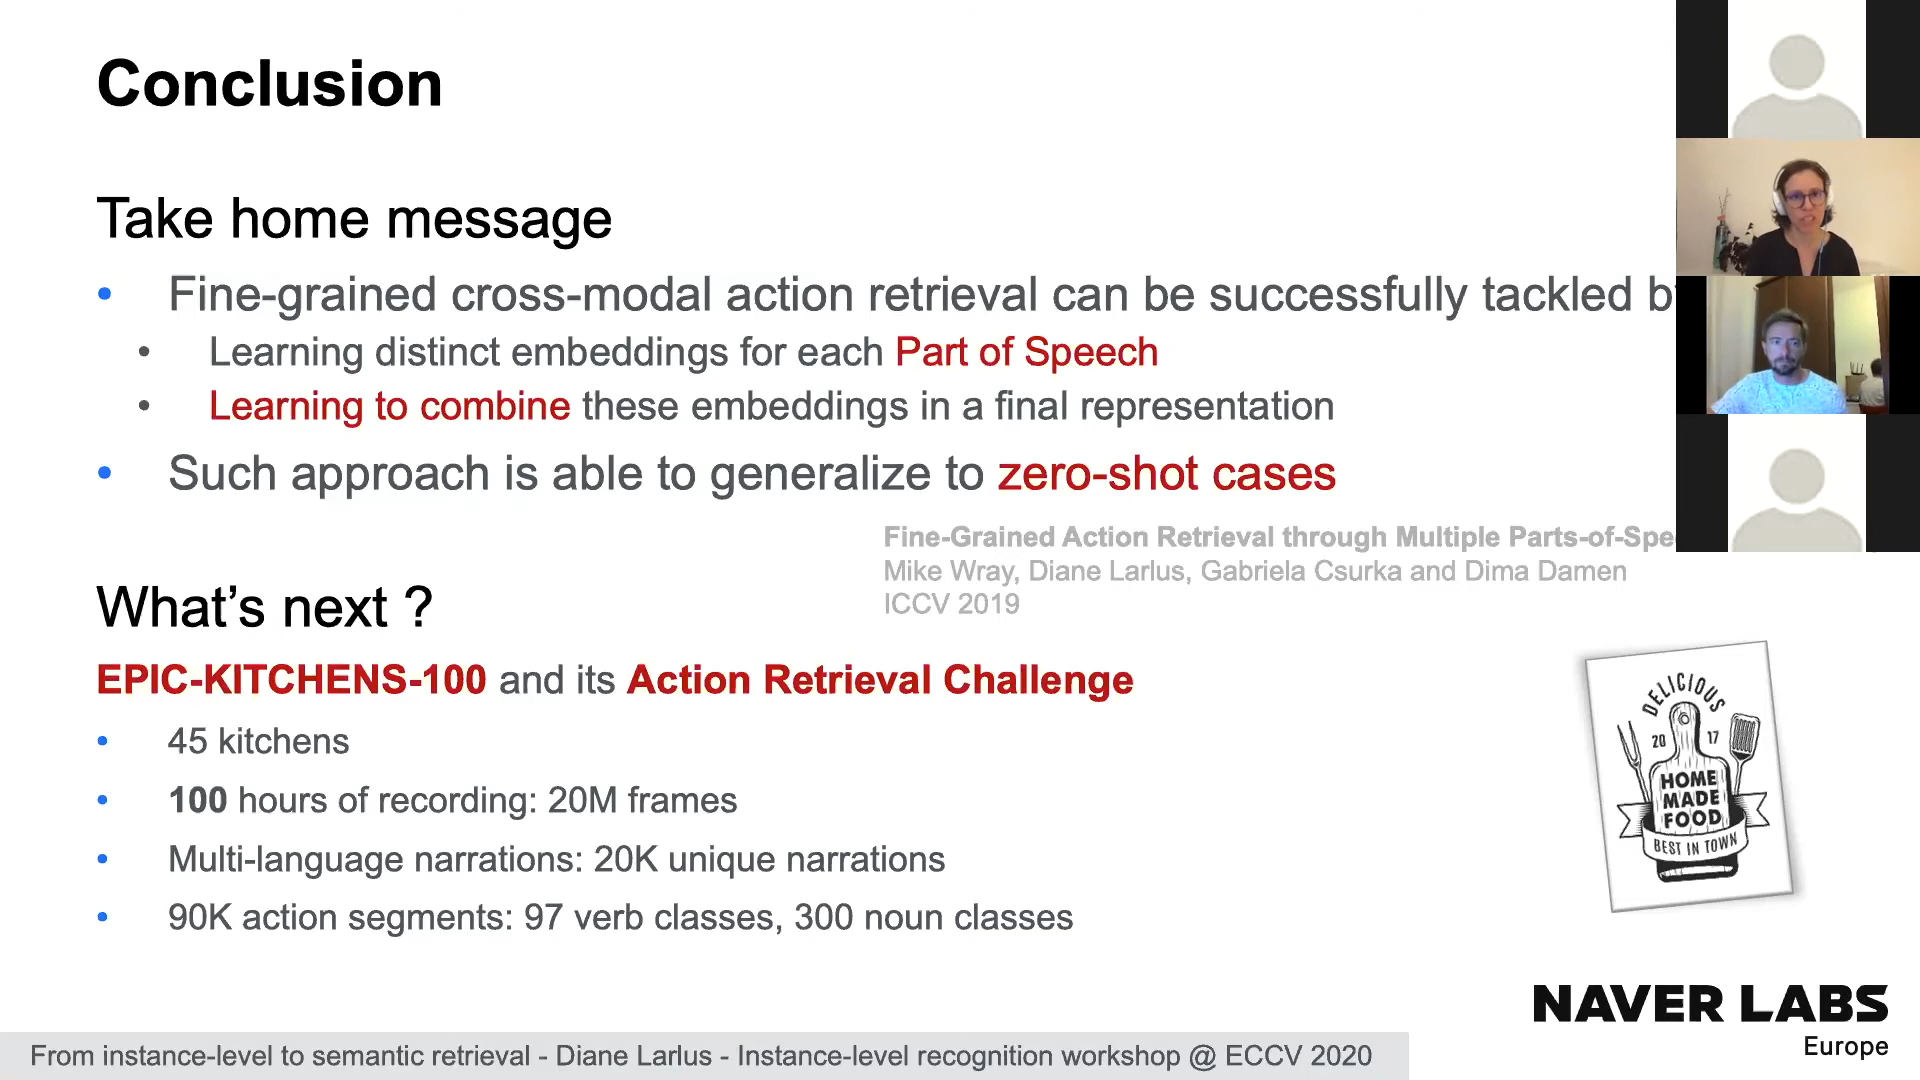 Conclusion
Take home message
• Fine-grained cross-modal action retrieval can be successfully tackled
• Learning distinct embeddings for each Part of Speech
• Learning to combine these embeddings in a final representation
• Such approach is able to generalize to zero-shot cases
Fine-Grained Action Retrieval through Multiple
Mike Wray, Diane Larlus, Gabriela Csurka and Dima Damen
ICCV 2019
What's next ?
EPIC-KITCHENS-100 and its Action Retrieval Challenge
• 45 kitchens
• 100 hours of recording: 20M frames
• Multi-language narrations: 20K unique narrations
• 90K action segments: 97 verb classes, 300 noun classes
DELICIOUS
20 17
HOME
MADE
FOOD
BEST IN TOWN
NAVER LABS
Europe
From instance-level to semantic retrieval - Diane Larlus - Instance-level recognition workshop @ ECCV 2020